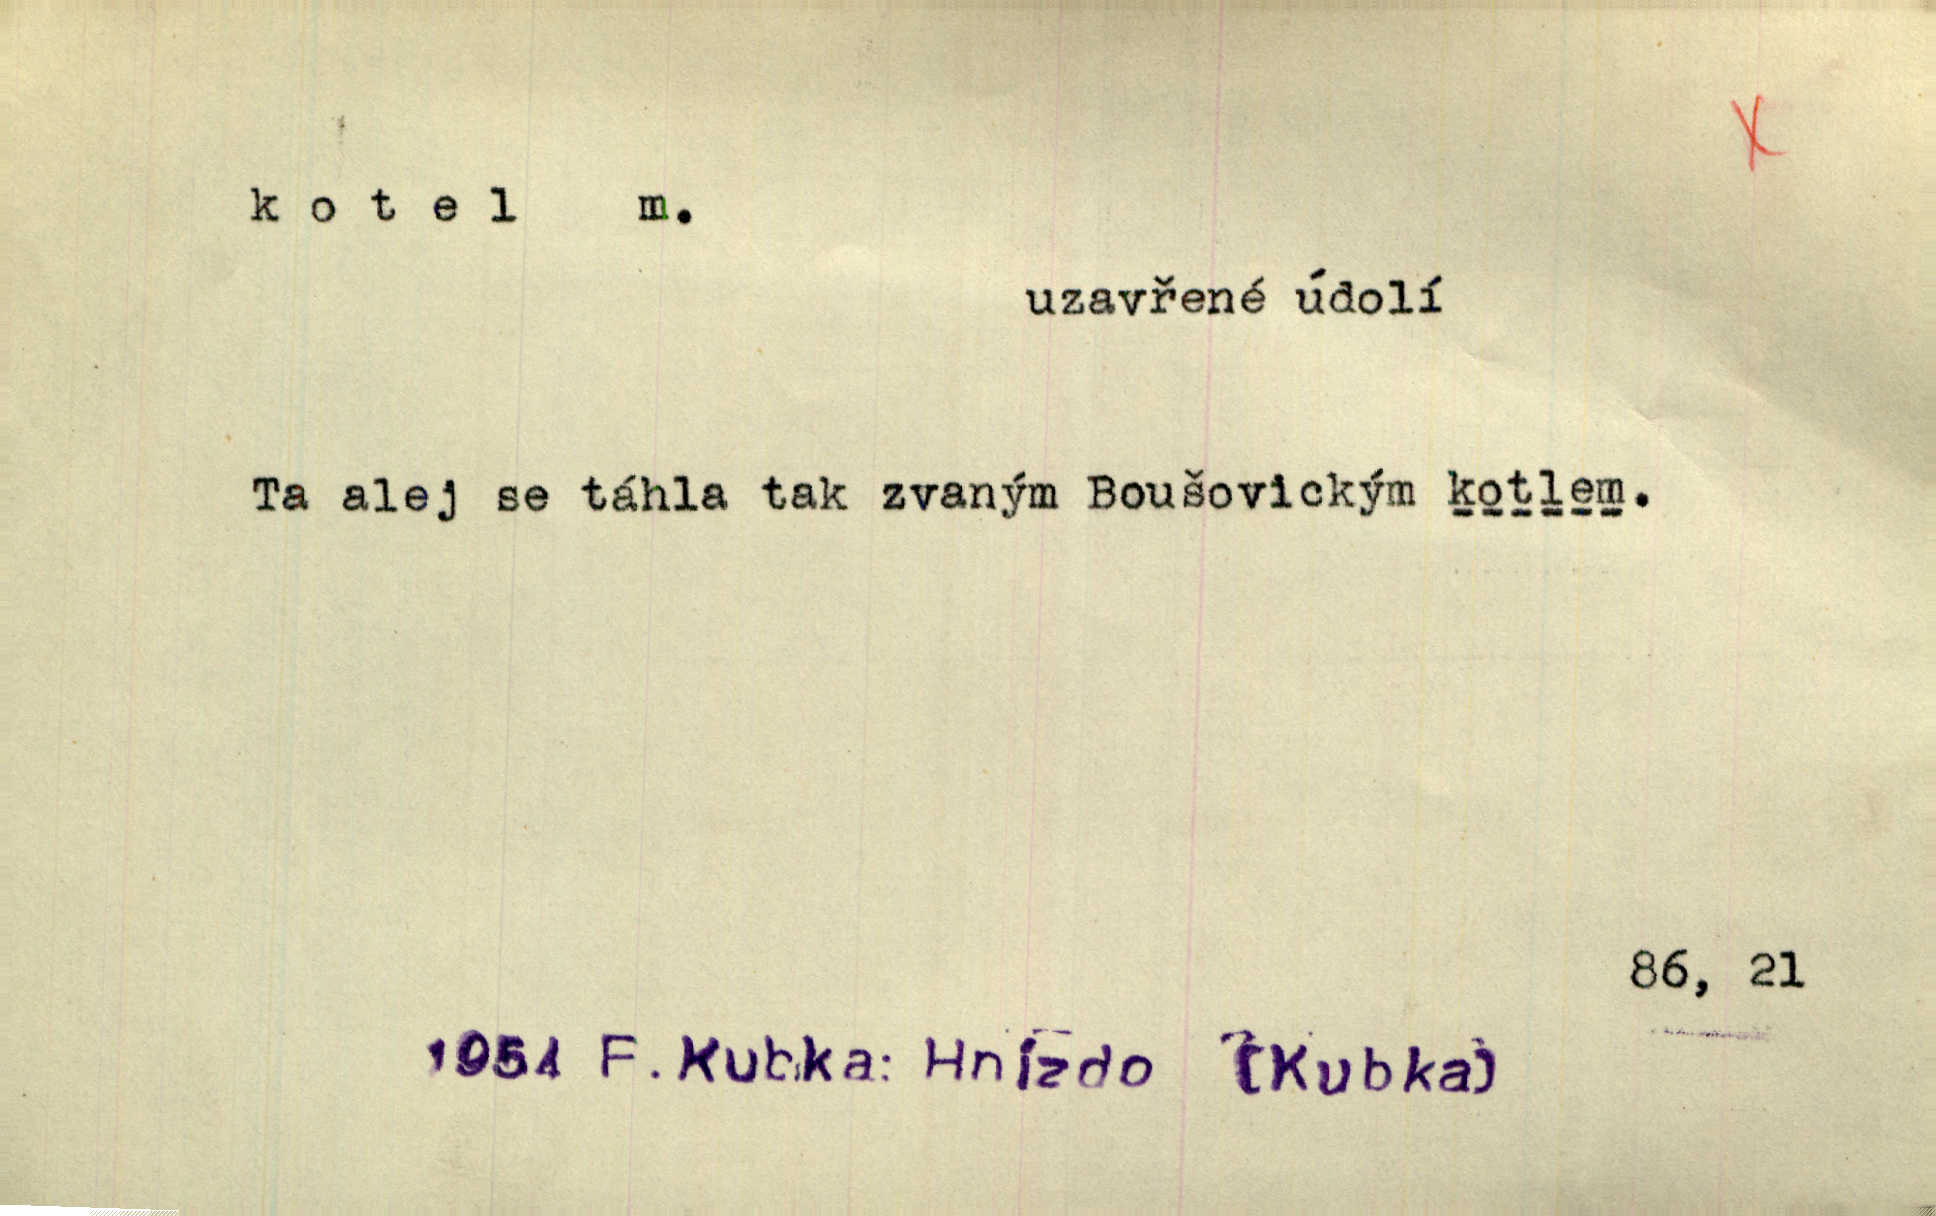 X
k o t e l m.
uzavřené údolí
Ta alej se táhla tak zvaným Boušovickým kotlem.
86, 21
1951 F. Kubka: Hnízdo (Kubka)